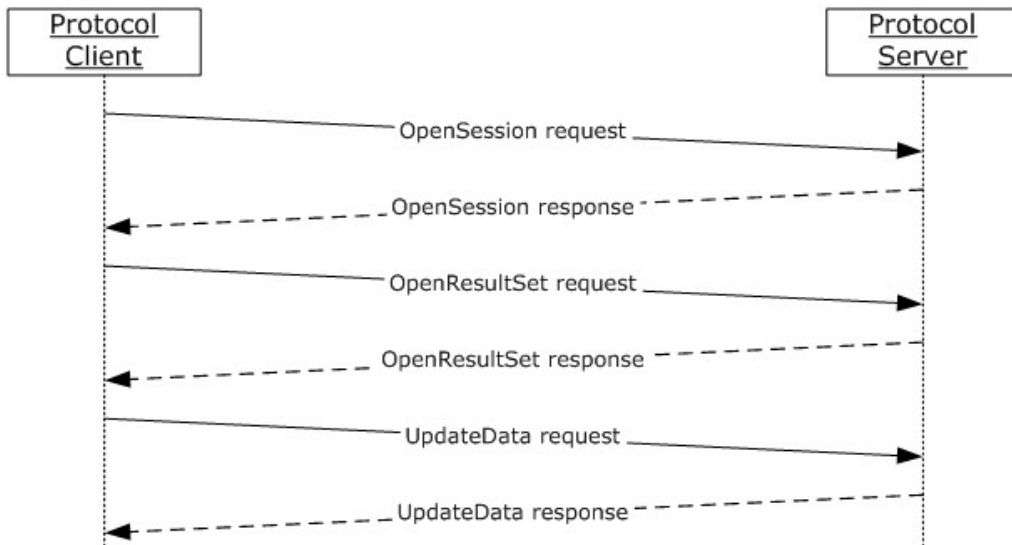 Protocol
Client
Protocol
Server
OpenSession request
OpenSession response
OpenResultSet request
OpenResultSet response
UpdateData request
UpdateData response